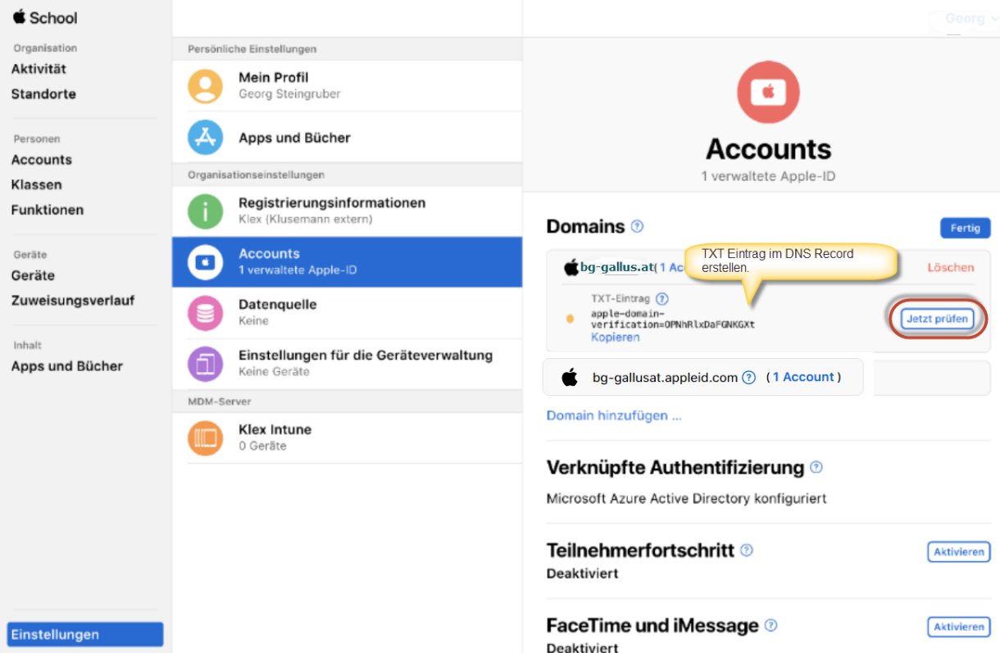 School
Organisation
Aktivität
Standorte
Personen
Accounts
Klassen
Funktionen
Geräte
Geräte
Zuweisungsverlauf
Inhalt
Apps und Bücher
Einstellungen
Persönliche Einstellungen
Mein Profil
Georg Steingruber
Apps und Bücher
Organisationseinstellungen
Registrierungsinformationen
Klex (Klusemann extern)
Accounts
1 verwaltete Apple-ID
Datenquelle
Keine
Einstellungen für die Geräteverwaltung
Keine Geräte
MDM-Server
Klex Intune
0 Geräte
Georg
Accounts
1 verwaltete Apple-ID
Domains ?
Fertig
bg-gallus.at (1 Ac
TXT Eintrag im DNS Record
erstellen.
Löschen
TXT-Eintrag ?
apple-domain-
verification=OPNhRlxDaFGNKGXt
Kopieren
Jetzt prüfen
bg-gallusat.appleid.com ? (1 Account)
Domain hinzufügen ...
Verknüpfte Authentifizierung ?
Microsoft Azure Active Directory konfiguriert
Teilnehmerfortschritt ?
Aktivieren
Deaktiviert
FaceTime und iMessage ?
Aktivieren
Deaktiviert